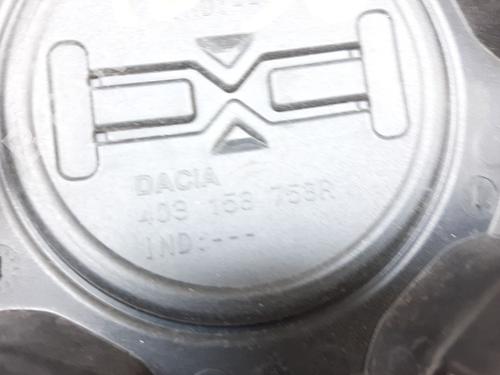 DACIA
403 158 758R
IND:---